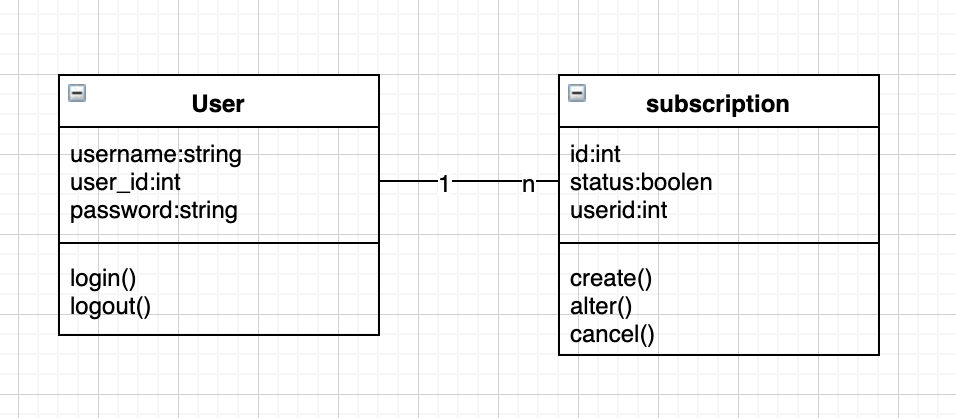 User
username:string
user_id:int
password:string
login()
logout()
1
n
subscription
id:int
status:boolen
userid:int
create()
alter()
cancel()